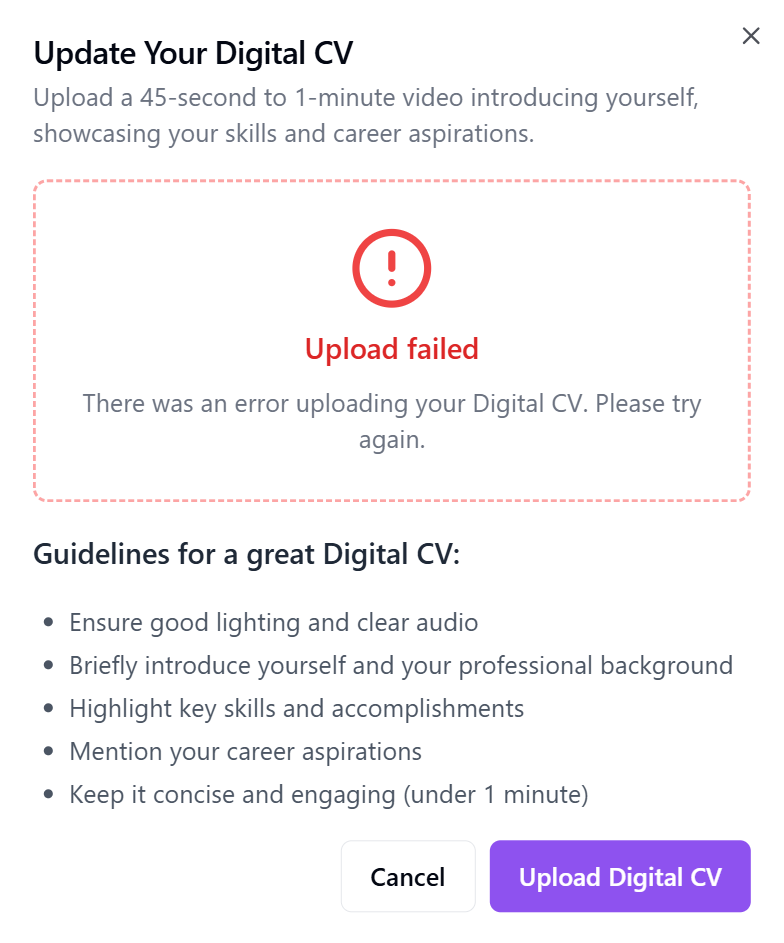 Update Your Digital CV
Upload a 45-second to 1-minute video introducing yourself,
showcasing your skills and career aspirations.
Upload failed
There was an error uploading your Digital CV. Please try
again.
Guidelines for a great Digital CV:
• Ensure good lighting and clear audio
• Briefly introduce yourself and your professional background
• Highlight key skills and accomplishments
• Mention your career aspirations
• Keep it concise and engaging (under 1 minute)
Cancel
Upload Digital CV